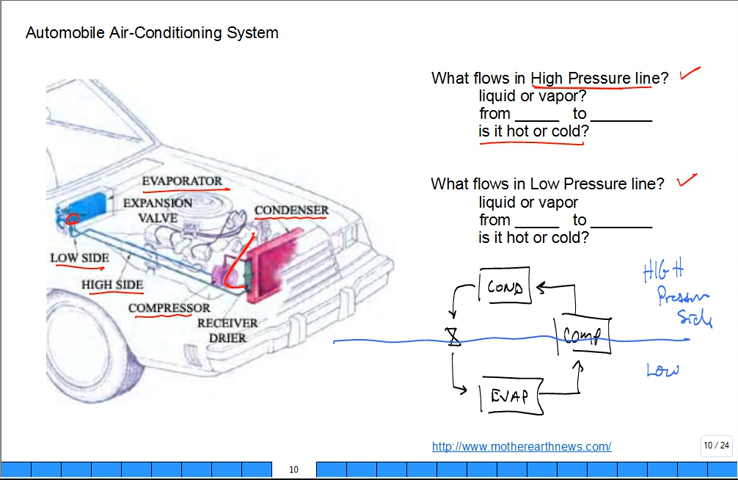 Automobile Air-Conditioning System
What flows in High Pressure line?
liquid or vapor?
from _____ to _______
is it hot or cold?
EVAPORATOR
EXPANSION
VALVE
CONDENSER
LOW SIDE
HIGH SIDE
COMPRESSOR
RECEIVER
DRIER
What flows in Low Pressure line?
liquid or vapor
from _____ to _______
is it hot or cold?
COND
COMP
EVAP
HIGH
Pressure
Side
LOW
http://www.motherearthnews.com/
10 / 24
10